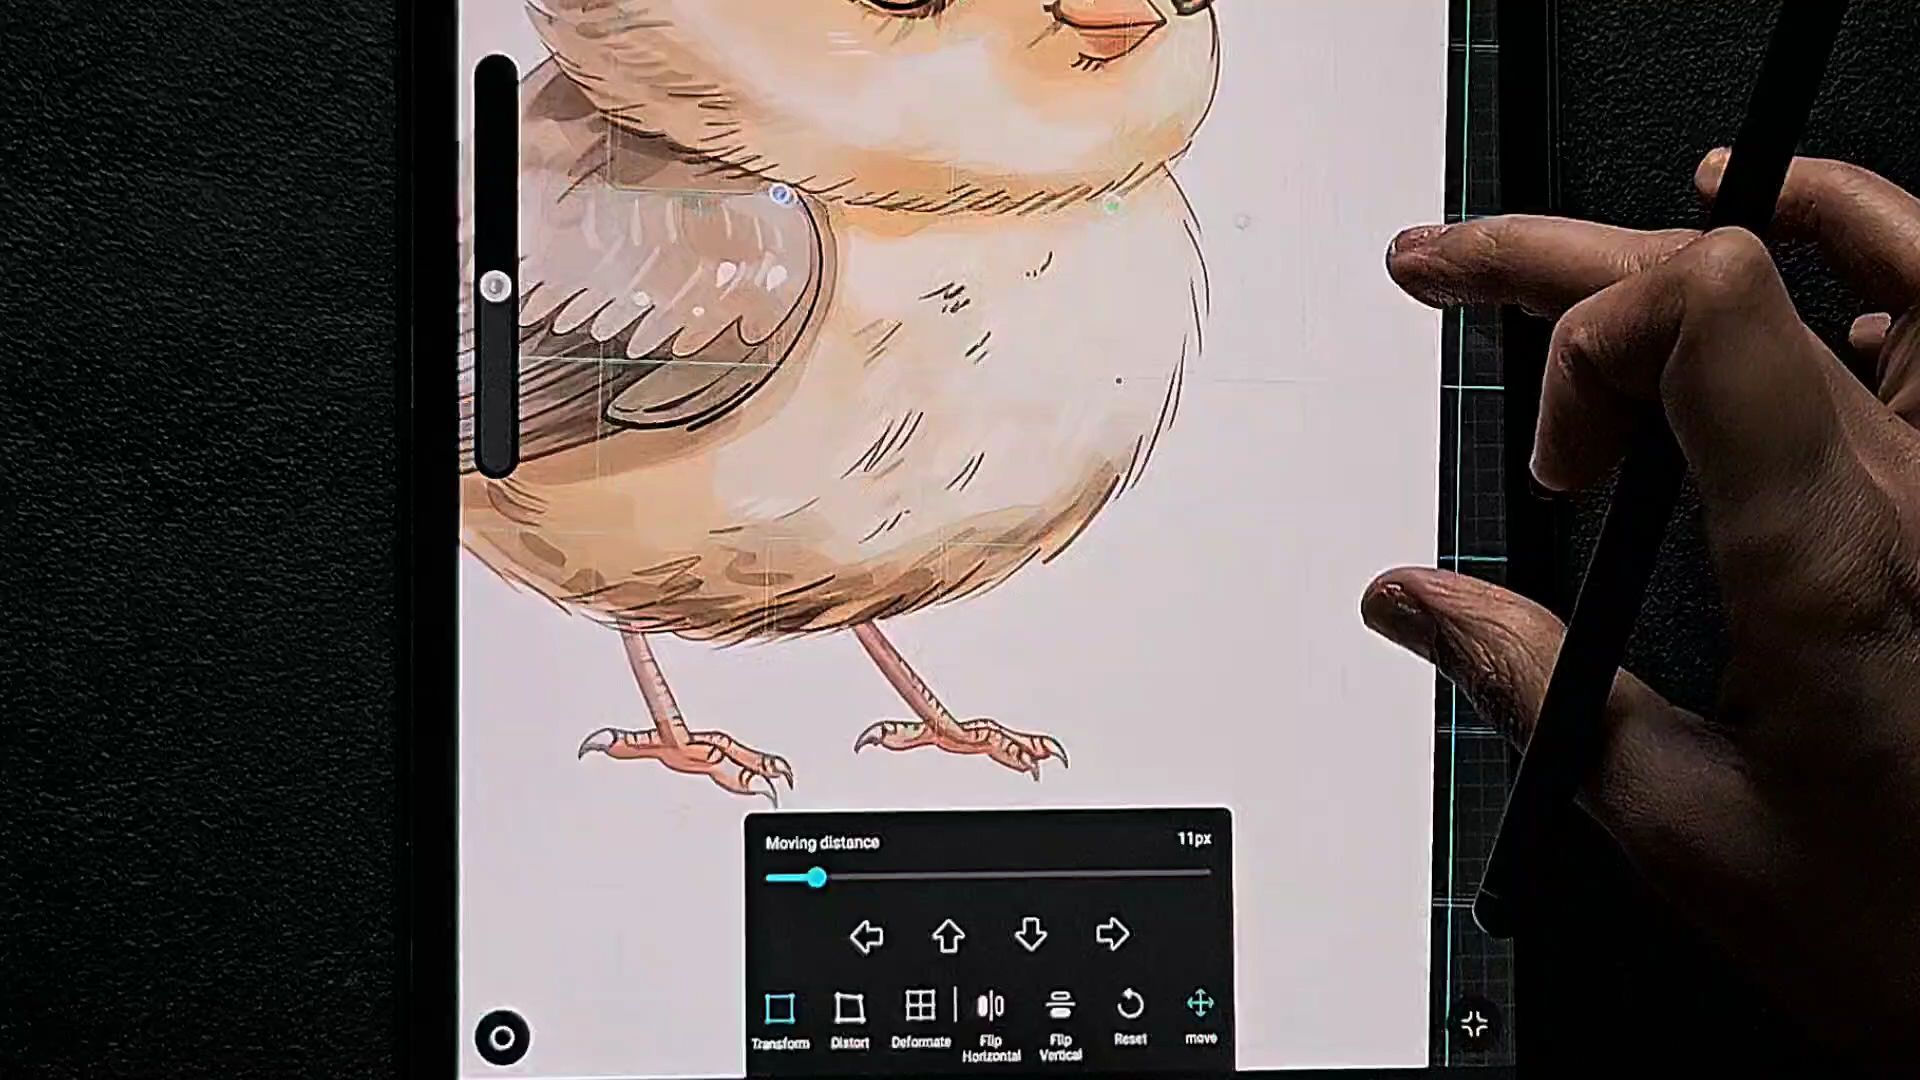 Moving distance 11px
Transform Distort Deformate Flip Horizontal Flip Vertical Reset move